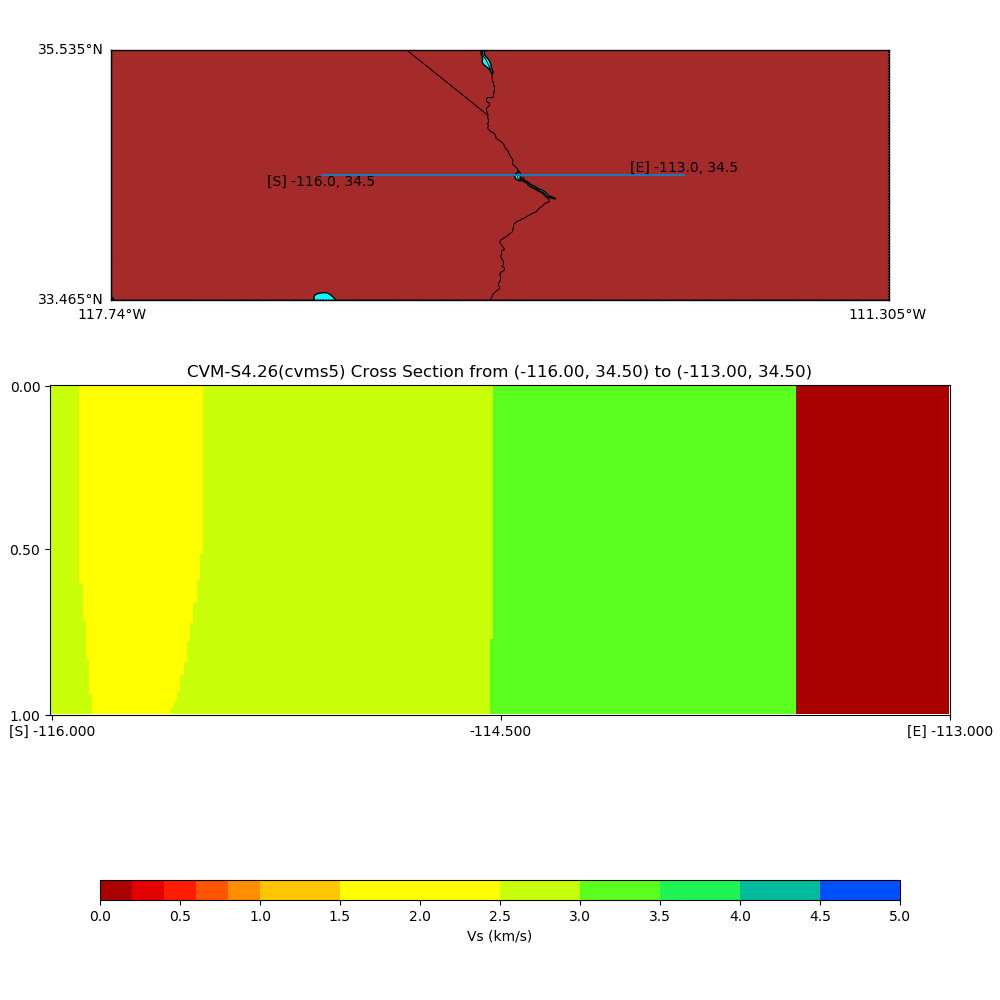 35.535°N
[E] -113.0, 34.5
[S] -116.0, 34.5
33.465°N
117.74°W 111.305°W
CVM-S4.26(cvms5) Cross Section from (-116.00, 34.50) to (-113.00, 34.50)
0.00
0.50
1.00
[S] -116.000 -114.500 [E] -113.000
0.0 0.5 1.0 1.5 2.0 2.5 3.0 3.5 4.0 4.5 5.0
Vs (km/s)